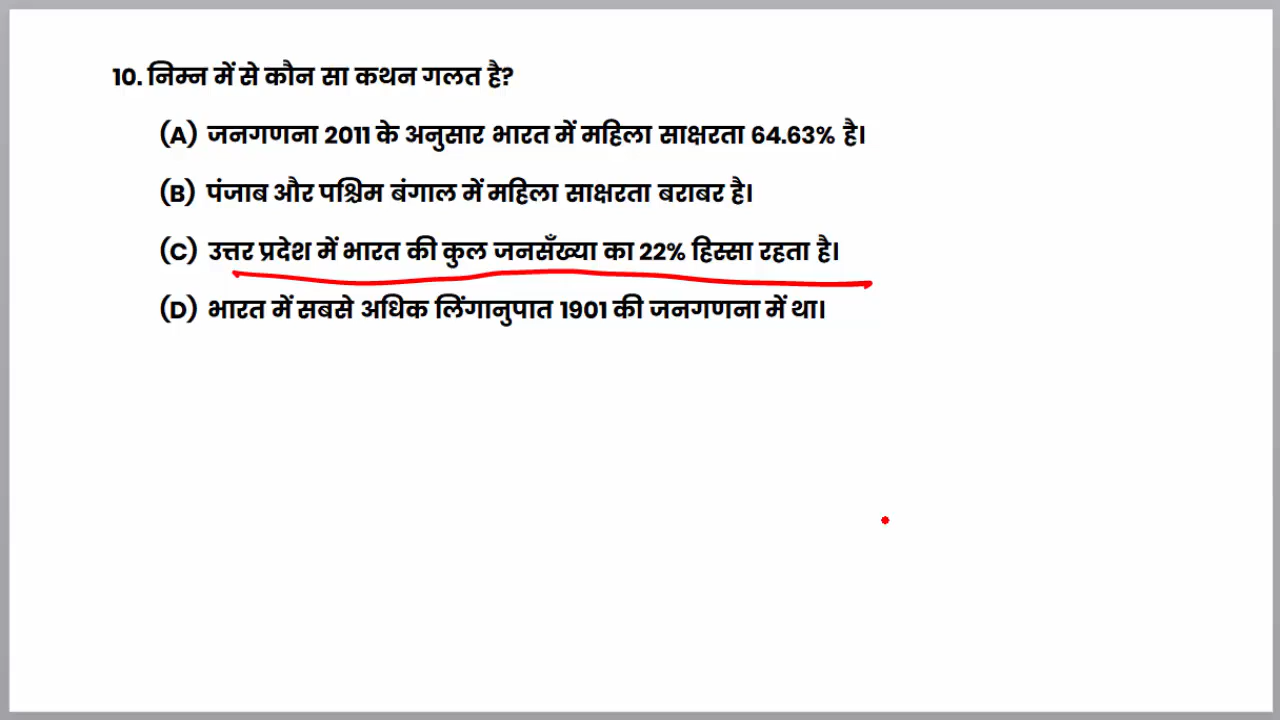 10. निम्न में से कौन सा कथन गलत है?
(A) जनगणना 2011 के अनुसार भारत में महिला साक्षरता 64.63% है।
(B) पंजाब और पश्चिम बंगाल में महिला साक्षरता बराबर है।
(C) उत्तर प्रदेश में भारत की कुल जनसँख्या का 22% हिस्सा रहता है।
(D) भारत में सबसे अधिक लिंगानुपात 1901 की जनगणना में था।